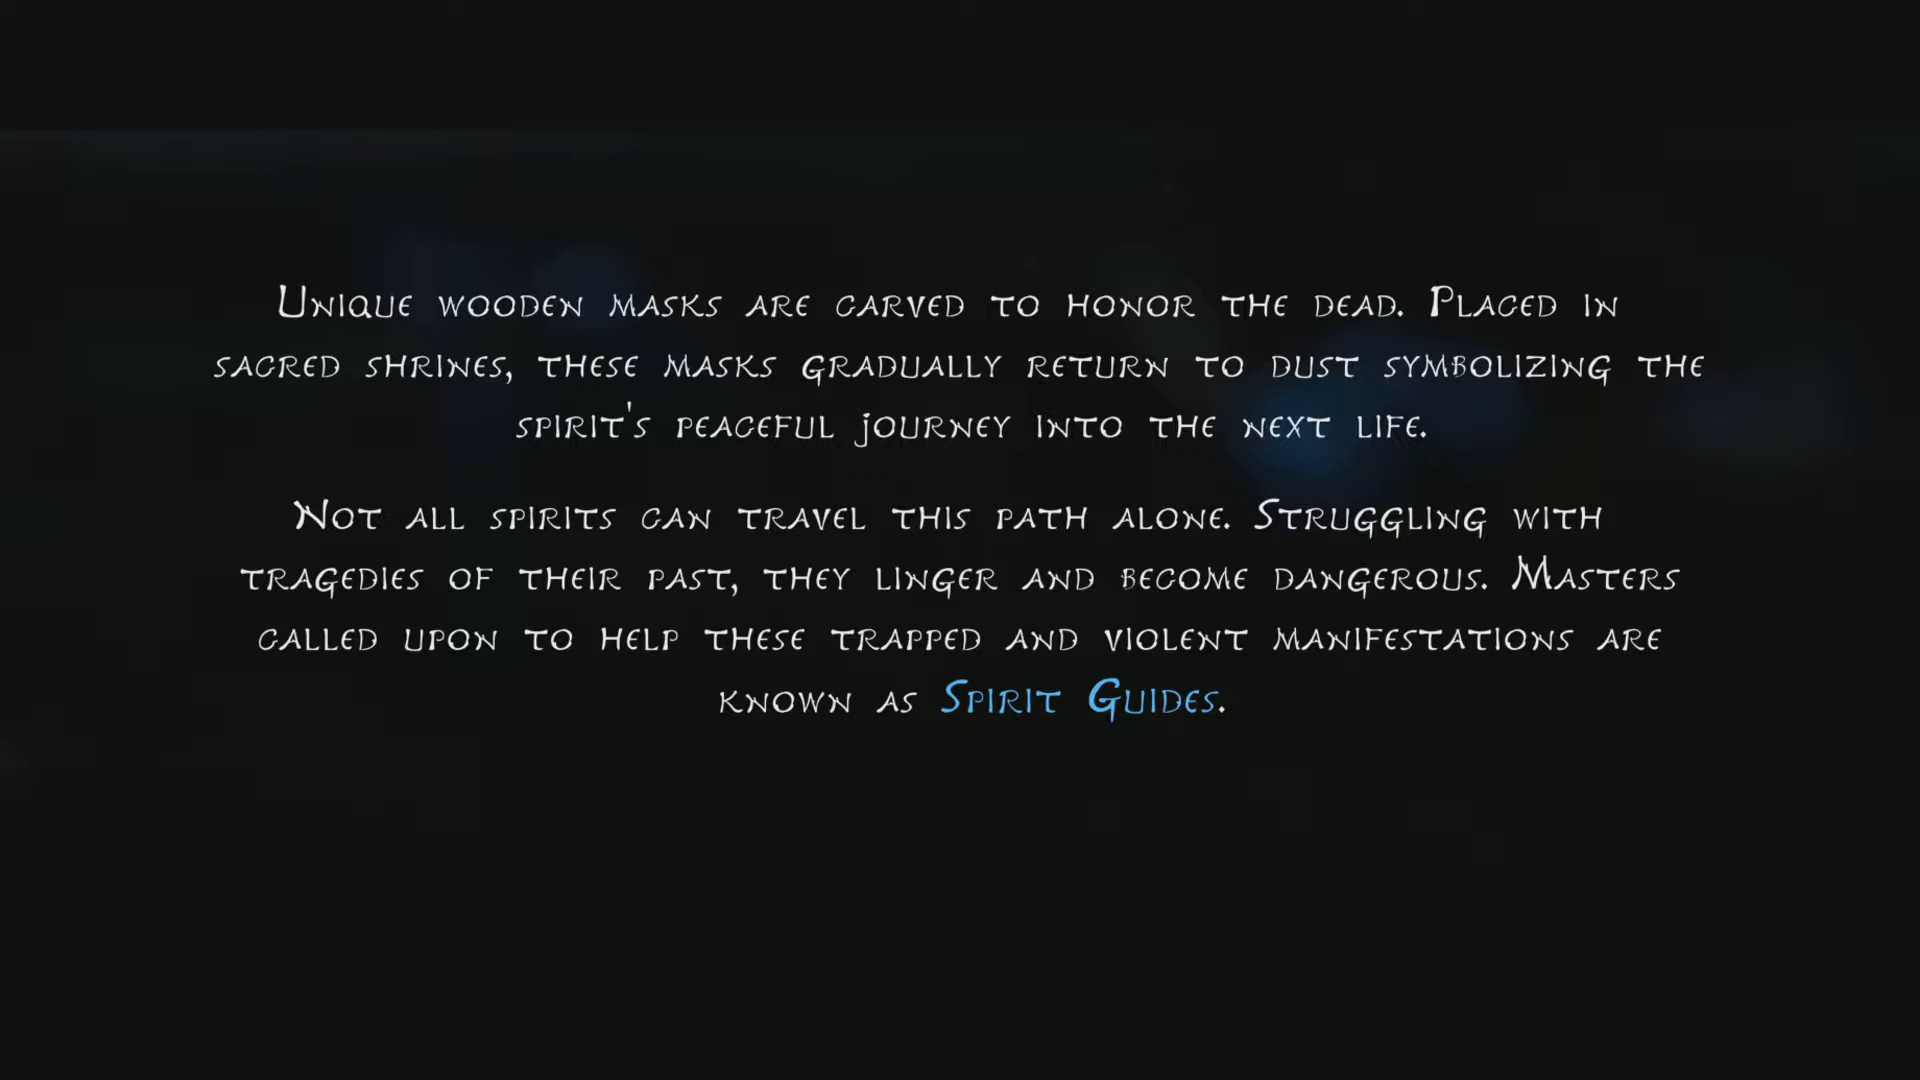 Unique wooden masks are carved to honor the dead. Placed in
sacred shrines, these masks gradually return to dust symbolizing the
spirit's peaceful journey into the next life.
Not all spirits can travel this path alone. Struggling with
tragedies of their past, they linger and become dangerous. Masters
called upon to help these trapped and violent manifestations are
known as Spirit Guides.